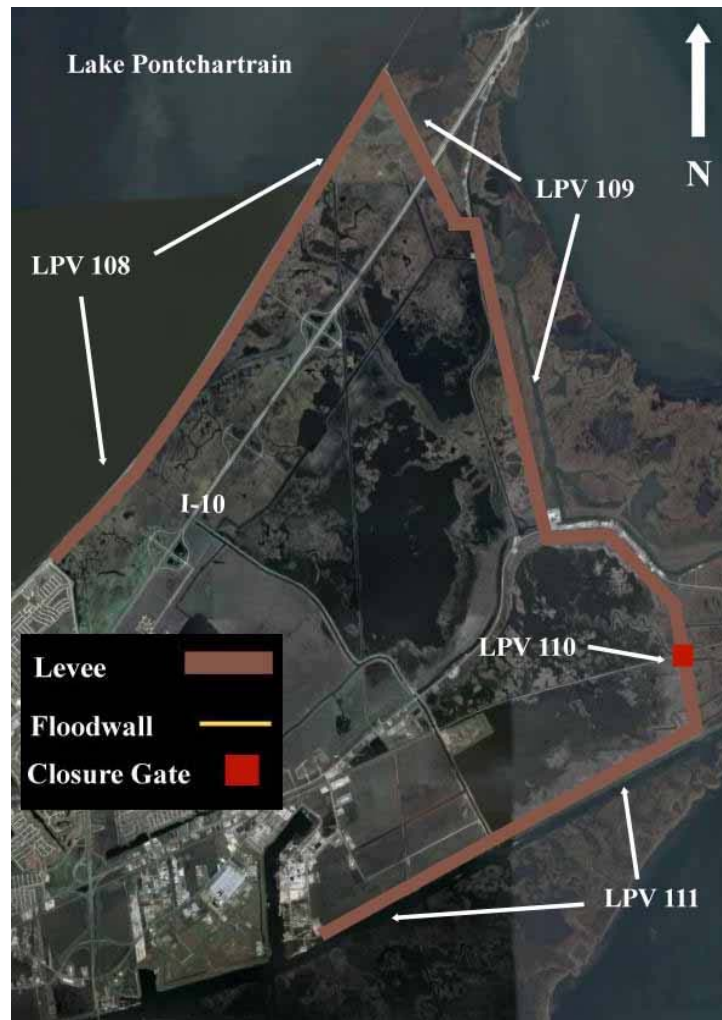 Lake Pontchartrain
N
LPV 109
LPV 108
I-10
LPV 110
Levee
Floodwall
Closure Gate
LPV 111